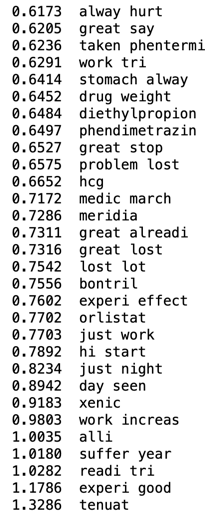 0.6173 alway hurt
0.6205 great say
0.6236 taken phentermi
0.6291 work tri
0.6414 stomach alway
0.6452 drug weight
0.6484 diethylpropion
0.6497 phendimetrazin
0.6527 great stop
0.6575 problem lost
0.6652 hcg
0.7172 medic march
0.7286 meridia
0.7311 great alreadi
0.7316 great lost
0.7542 lost lot
0.7556 bontril
0.7602 experi effect
0.7702 orlistat
0.7703 just work
0.7892 hi start
0.8234 just night
0.8942 day seen
0.9183 xenic
0.9803 work increas
1.0035 alli
1.0180 suffer year
1.0282 readi tri
1.1786 experi good
1.3286 tenuat